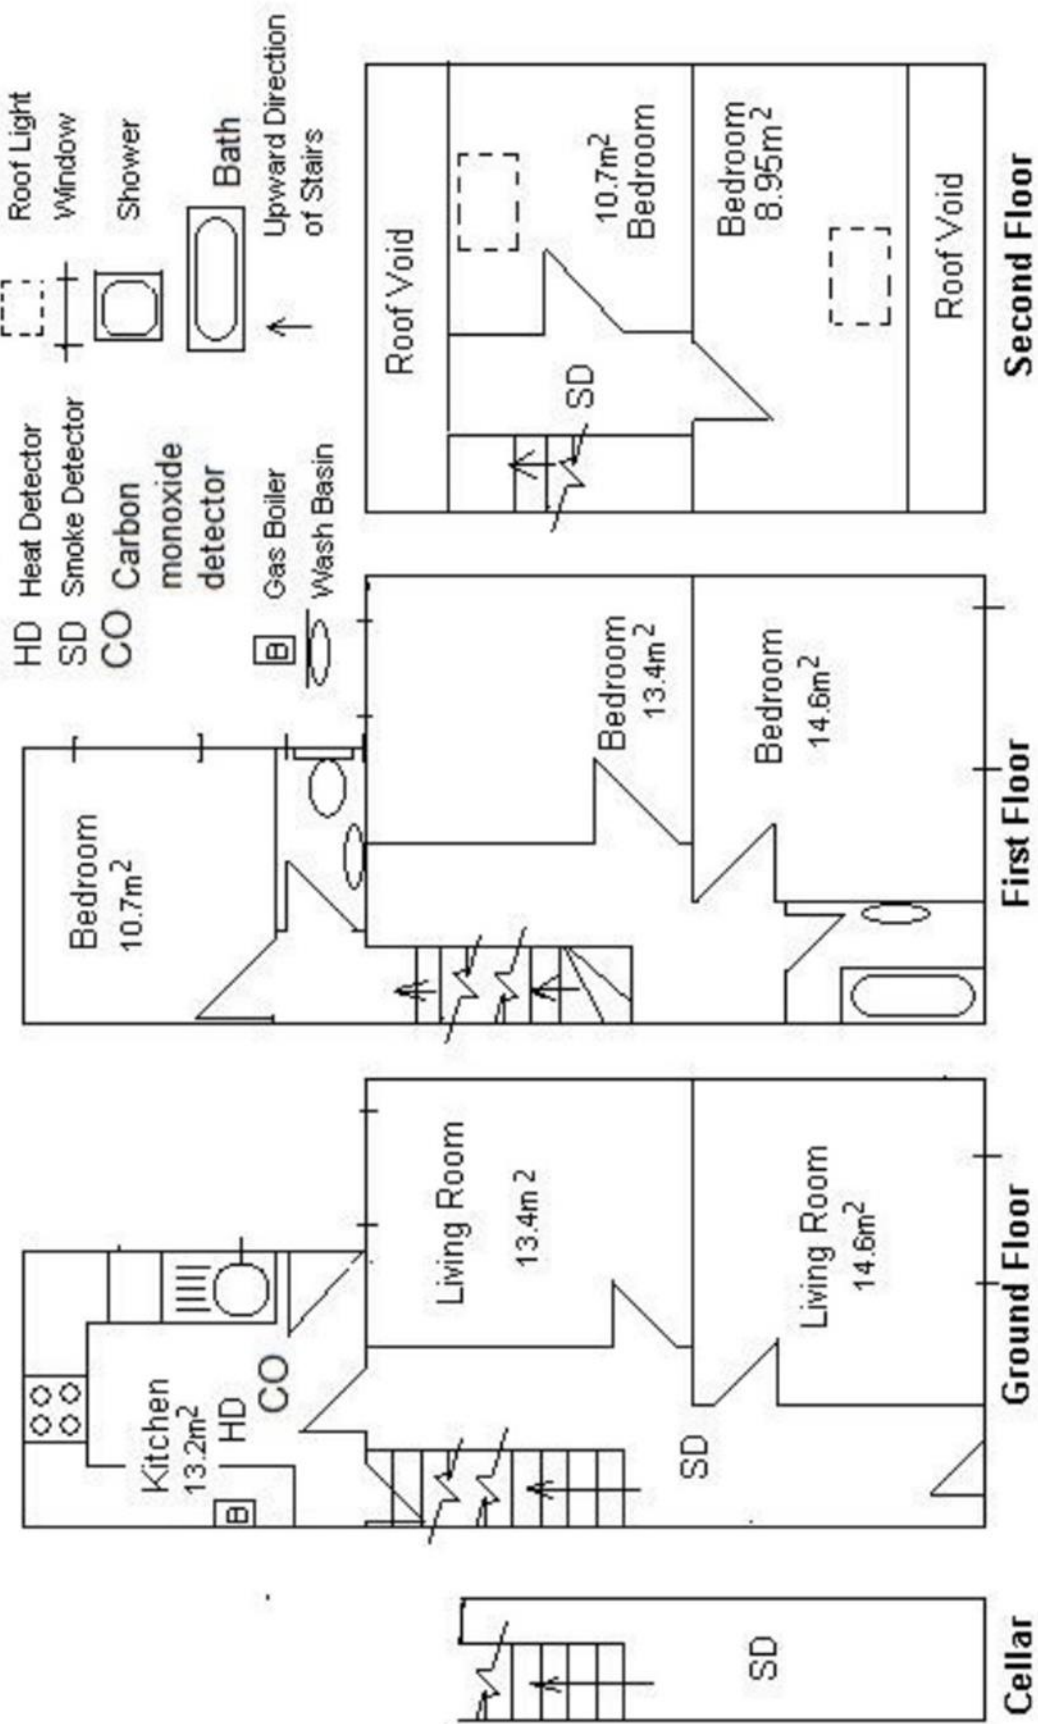 HD Heat Detector
SD Smoke Detector
CO Carbon
monoxide
detector
B Gas Boiler
Wash Basin
Roof Light
Window
Shower
Bath
Upward Direction
of Stairs
SD
Cellar
Kitchen
13.2m2
HD
CO
B
Living Room
13.4m2
SD
Living Room
14.6m2
Ground Floor
Bedroom
10.7m2
Bedroom
13.4m2
Bedroom
14.6m2
First Floor
Roof Void
SD
10.7m2
Bedroom
Bedroom
8.95m2
Roof Void
Second Floor